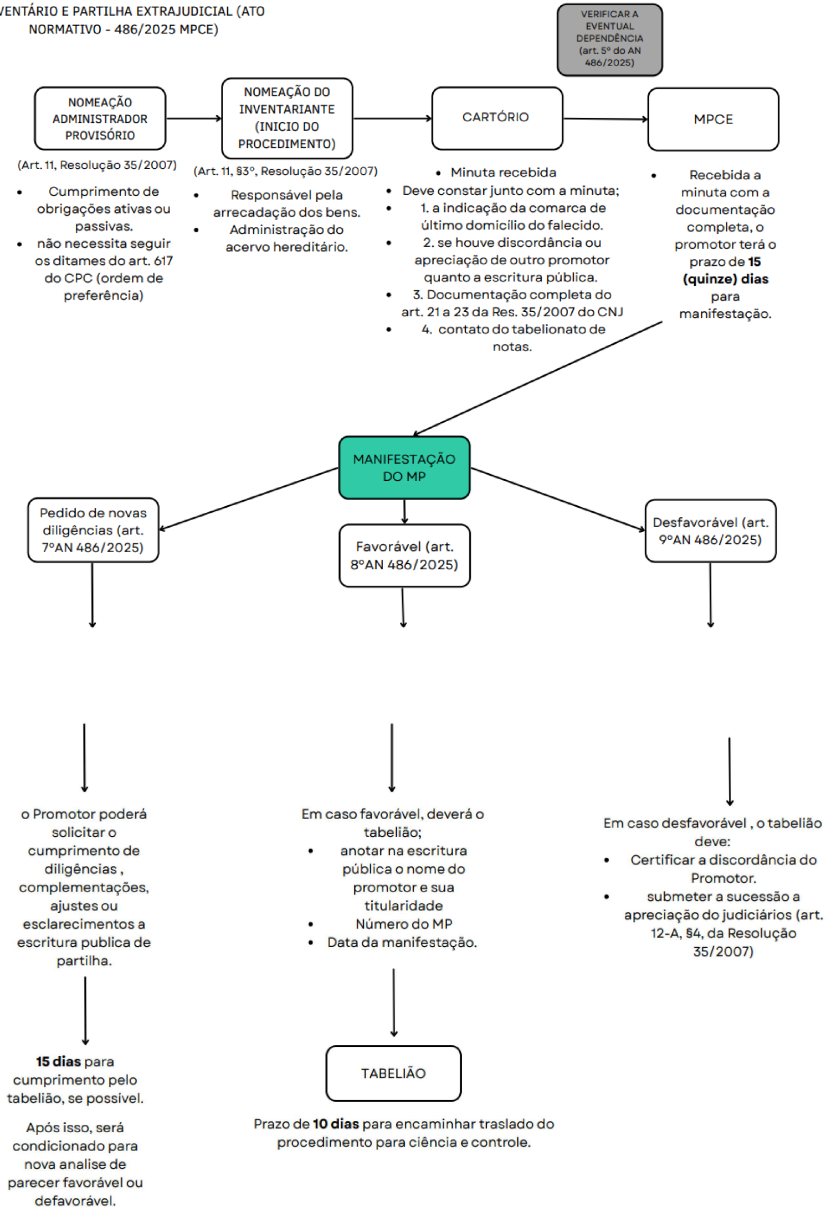 VENTÁRIO E PARTILHA EXTRAJUDICIAL (ATO
NORMATIVO - 486/2025 MPCE)
VERIFICAR A
EVENTUAL
DEPENDÊNCIA
(art. 5º do AN
486/2025)
NOMEAÇÃO
ADMINISTRADOR
PROVISÓRIO
NOMEAÇÃO DO
INVENTARIANTE
(INICIO DO
PROCEDIMENTO)
CARTÓRIO
MPCE
(Art. 11, Resolução 35/2007)
• Cumprimento de
obrigações ativas ou
passivas.
• não necessita seguir
os ditames do art. 617
do CPC (ordem de
preferência)
(Art. 11, §3º, Resolução 35/2007)
• Responsável pela
arrecadação dos bens.
• Administração do
acervo hereditário.
• Minuta recebida
• Deve constar junto com a minuta;
• 1. a indicação da comarca de
último domicílio do falecido.
• 2. se houve discordância ou
apreciação de outro promotor
quanto a escritura pública.
• 3. Documentação completa do
art. 21 a 23 da Res. 35/2007 do CNJ
• 4. contato do tabelionato de
notas.
• Recebida a
minuta com a
documentação
completa, o
promotor terá o
prazo de 15
(quinze) dias
para
manifestação.
MANIFESTAÇÃO
DO MP
Pedido de novas
diligências (art.
7ºAN 486/2025)
Favorável (art.
8ºAN 486/2025)
Desfavorável (art.
9ºAN 486/2025)
o Promotor poderá
solicitar o
cumprimento de
diligências ,
complementações,
ajustes ou
esclarecimentos a
escritura publica de
partilha.
Em caso favorável, deverá o
tabelião;
• anotar na escritura
pública o nome do
promotor e sua
titularidade
• Número do MP
• Data da manifestação.
Em caso desfavorável , o tabelião
deve:
• Certificar a discordância do
Promotor.
• submeter a sucessão a
apreciação do judiciários (art.
12-A, §4, da Resolução
35/2007)
15 dias para
cumprimento pelo
tabelião, se possível.
Após isso, será
condicionado para
nova analise de
parecer favorável ou
defavorável.
TABELIÃO
Prazo de 10 dias para encaminhar traslado do
procedimento para ciência e controle.